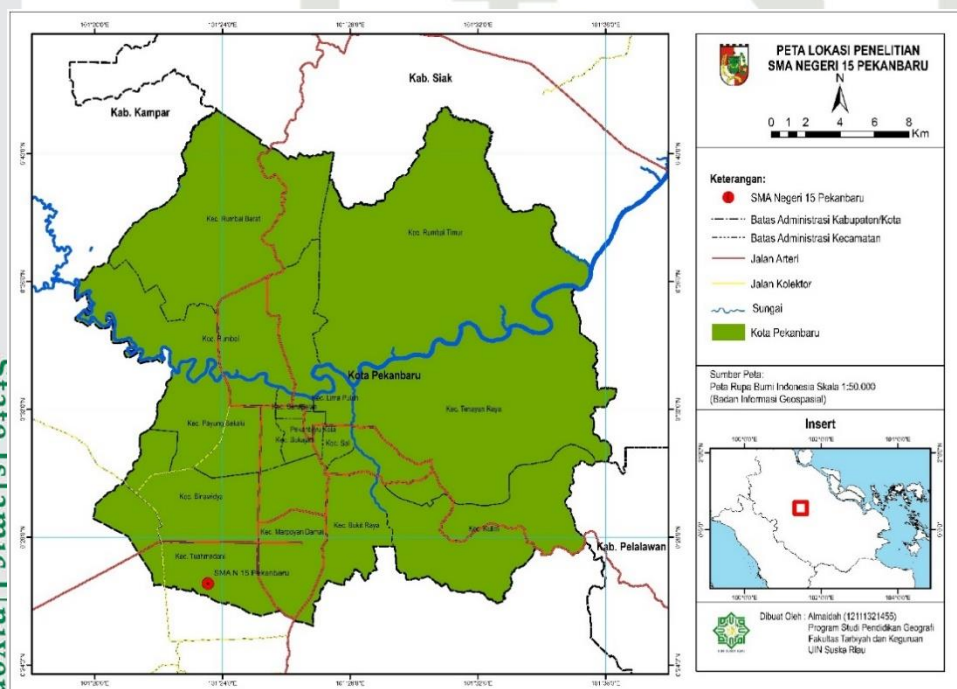 PETA LOKASI PENELITIAN
SMA NEGERI 15 PEKANBARU
N
0 1 2 4 6 8
Km
Keterangan:
SMA Negeri 15 Pekanbaru
Batas Administrasi Kabupaten/Kota
Batas Administrasi Kecamatan
Jalan Arteri
Jalan Kolektor
Sungai
Kota Pekanbaru
Sumber Peta:
Peta Rupa Bumi Indonesia Skala 1:50.000
(Badan Informasi Geospasial)
Insert
Dibuat Oleh : Almaidah (12111321455)
Program Studi Pendidikan Geografi
Fakultas Tarbiyah dan Keguruan
UIN Suska Riau
Kab. Siak
Kab. Kampar
Kec. Rumbai Barat
Kec. Rumbai Timur
Kec. Rumbai
Kota Pekanbaru
Kec. Lima Puluh
Kec. Payung Sekaki
Pekanbaru Kota
Kec. Sukajadi
Kec. Sail
Kec. Tenayan Raya
Kec. Binawidya
Kec. Marpoyan Damai
Kec. Bukit Raya
Kec. Kulim
Kab. Pelalawan
Kec. Tuahmadani
SMA N 15 Pekanbaru